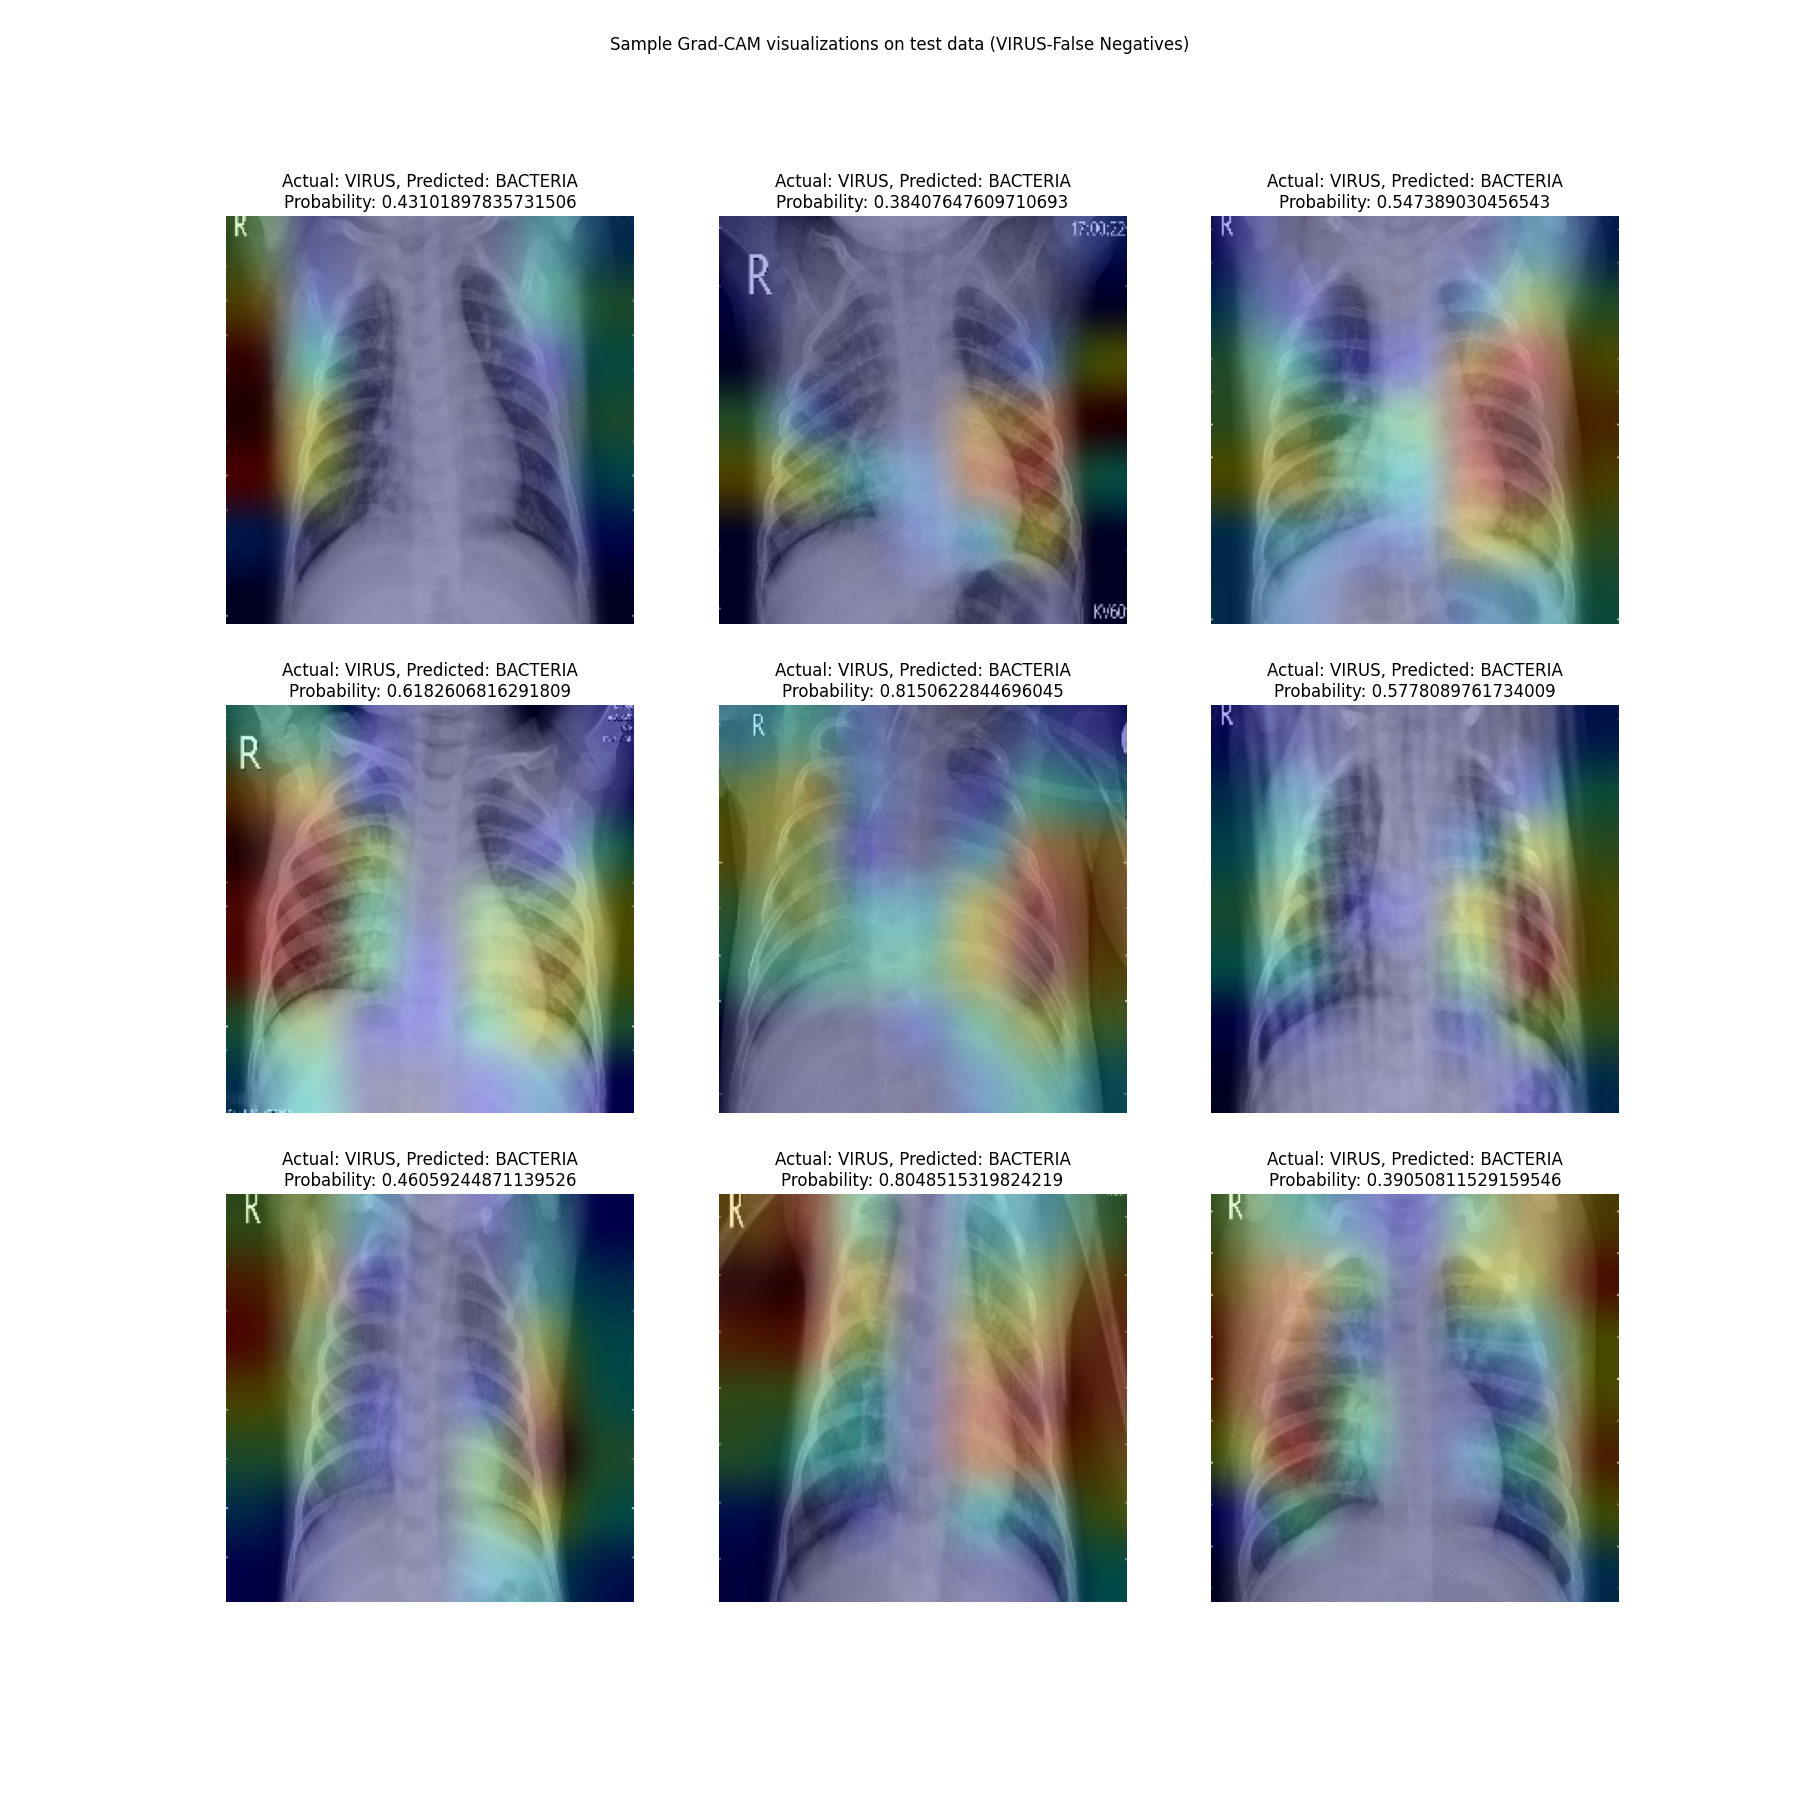 Sample Grad-CAM visualizations on test data (VIRUS-False Negatives)
Actual: VIRUS, Predicted: BACTERIA
Probability: 0.43101897835731506
R
Actual: VIRUS, Predicted: BACTERIA
Probability: 0.38407647609710693
17:00:22
R
KV60
Actual: VIRUS, Predicted: BACTERIA
Probability: 0.547389030456543
R
Actual: VIRUS, Predicted: BACTERIA
Probability: 0.6182606816291809
R
Actual: VIRUS, Predicted: BACTERIA
Probability: 0.8150622844696045
R
Actual: VIRUS, Predicted: BACTERIA
Probability: 0.5778089761734009
R
Actual: VIRUS, Predicted: BACTERIA
Probability: 0.46059244871139526
R
Actual: VIRUS, Predicted: BACTERIA
Probability: 0.8048515319824219
R
Actual: VIRUS, Predicted: BACTERIA
Probability: 0.39050811529159546
R